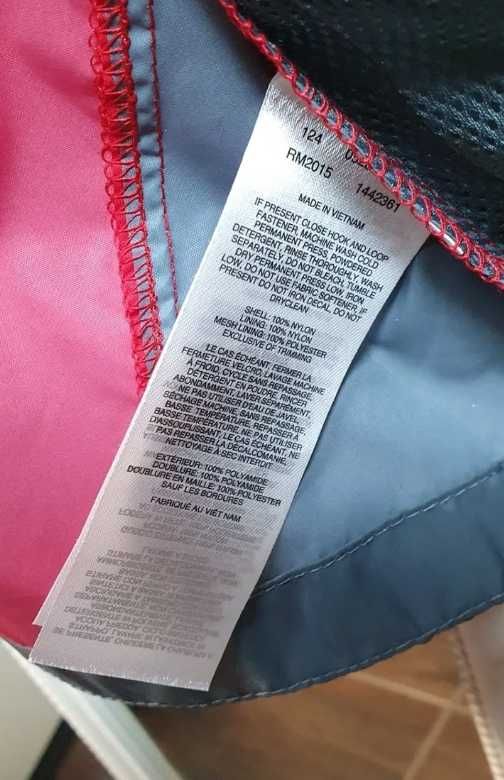 124
RM2015 1442361
MADE IN VIETNAM
IF PRESENT CLOSE HOOK AND LOOP
FASTENER, MACHINE WASH COLD
PERMANENT PRESS, POWDERED
DETERGENT, RINSE THOROUGHLY, WASH
SEPARATELY, DO NOT BLEACH, TUMBLE
DRY PERMANENT PRESS LOW, IRON
LOW, DO NOT USE FABRIC SOFTENER, IF
PRESENT DO NOT IRON DECAL, DO NOT
DRYCLEAN
SHELL: 100% NYLON
LINING: 100% NYLON
MESH LINING: 100% POLYESTER
EXCLUSIVE OF TRIMMING
LE CAS ÉCHÉANT: FERMER LA
FERMETURE VELCRO, LAVAGE MACHINE
À FROID, CYCLE SANS REPASSAGE,
DÉTERGENT EN POUDRE, RINCER
ABONDAMMENT, LAVER SÉPARÉMENT,
NE PAS UTILISER D'EAU DE JAVEL,
SÉCHAGE MACHINE SANS REPASSAGE,
BASSE TEMPÉRATURE, REPASSER À
BASSE TEMPÉRATURE, NE PAS UTILISER
D'ASSOUPLISSANT, LE CAS ÉCHÉANT, NE
PAS REPASSER LA DÉCALCOMANIE,
NETTOYAGE À SEC INTERDIT
EXTÉRIEUR: 100% POLYAMIDE
DOUBLURE: 100% POLYAMIDE
DOUBLURE EN MAILLE: 100% POLYESTER
SAUF LES BORDURES
FABRIQUÉ AU VIÊT NAM